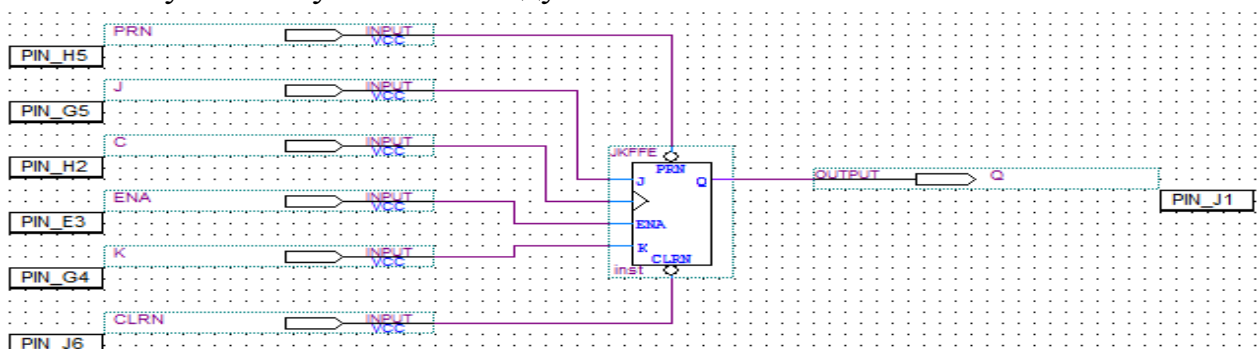 PRN INPUT
VCC
PIN_H5
J INPUT
VCC
PIN_G5
C INPUT
VCC
PIN_H2
ENA INPUT
VCC
PIN_E3
K INPUT
VCC
PIN_G4
CLRN INPUT
VCC
PIN_J6
JKFFE
PRN
J Q
ENA
K
CLRN
inst
OUTPUT Q
PIN_J1